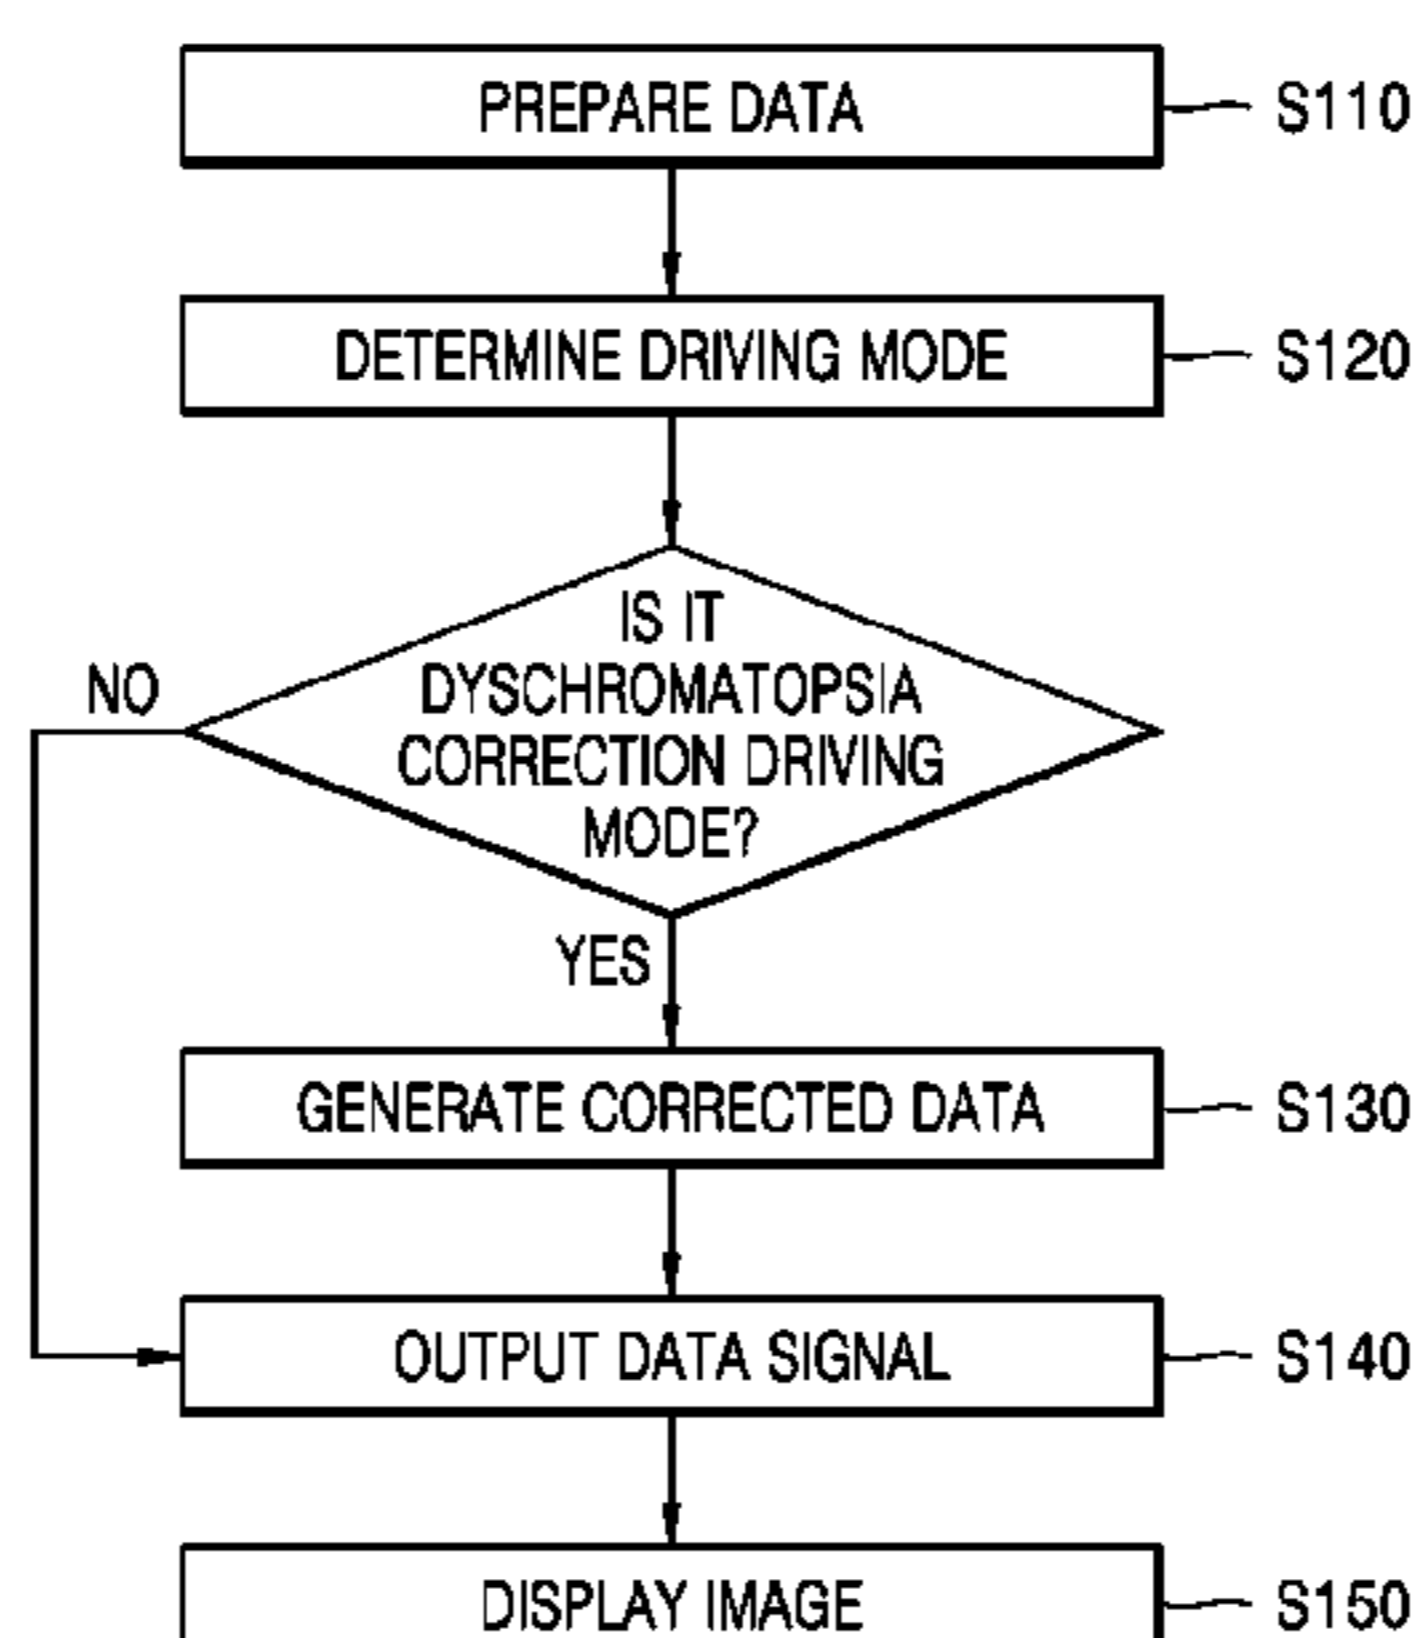 PREPARE DATA
S110
DETERMINE DRIVING MODE
S120
IS IT
DYSCHROMATOPSIA
CORRECTION DRIVING
MODE?
NO
YES
GENERATE CORRECTED DATA
S130
OUTPUT DATA SIGNAL
S140
DISPLAY IMAGE
S150